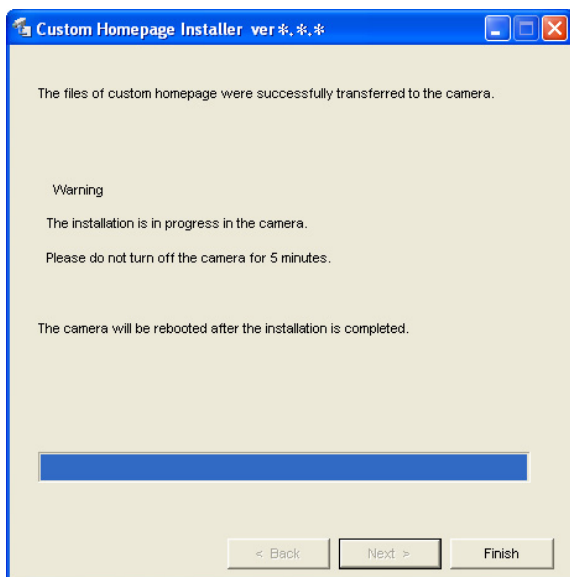 Custom Homepage Installer ver *.*.*
The files of custom homepage were successfully transferred to the camera.
Warning
The installation is in progress in the camera.
Please do not turn off the camera for 5 minutes.
The camera will be rebooted after the installation is completed.
< Back
Next >
Finish